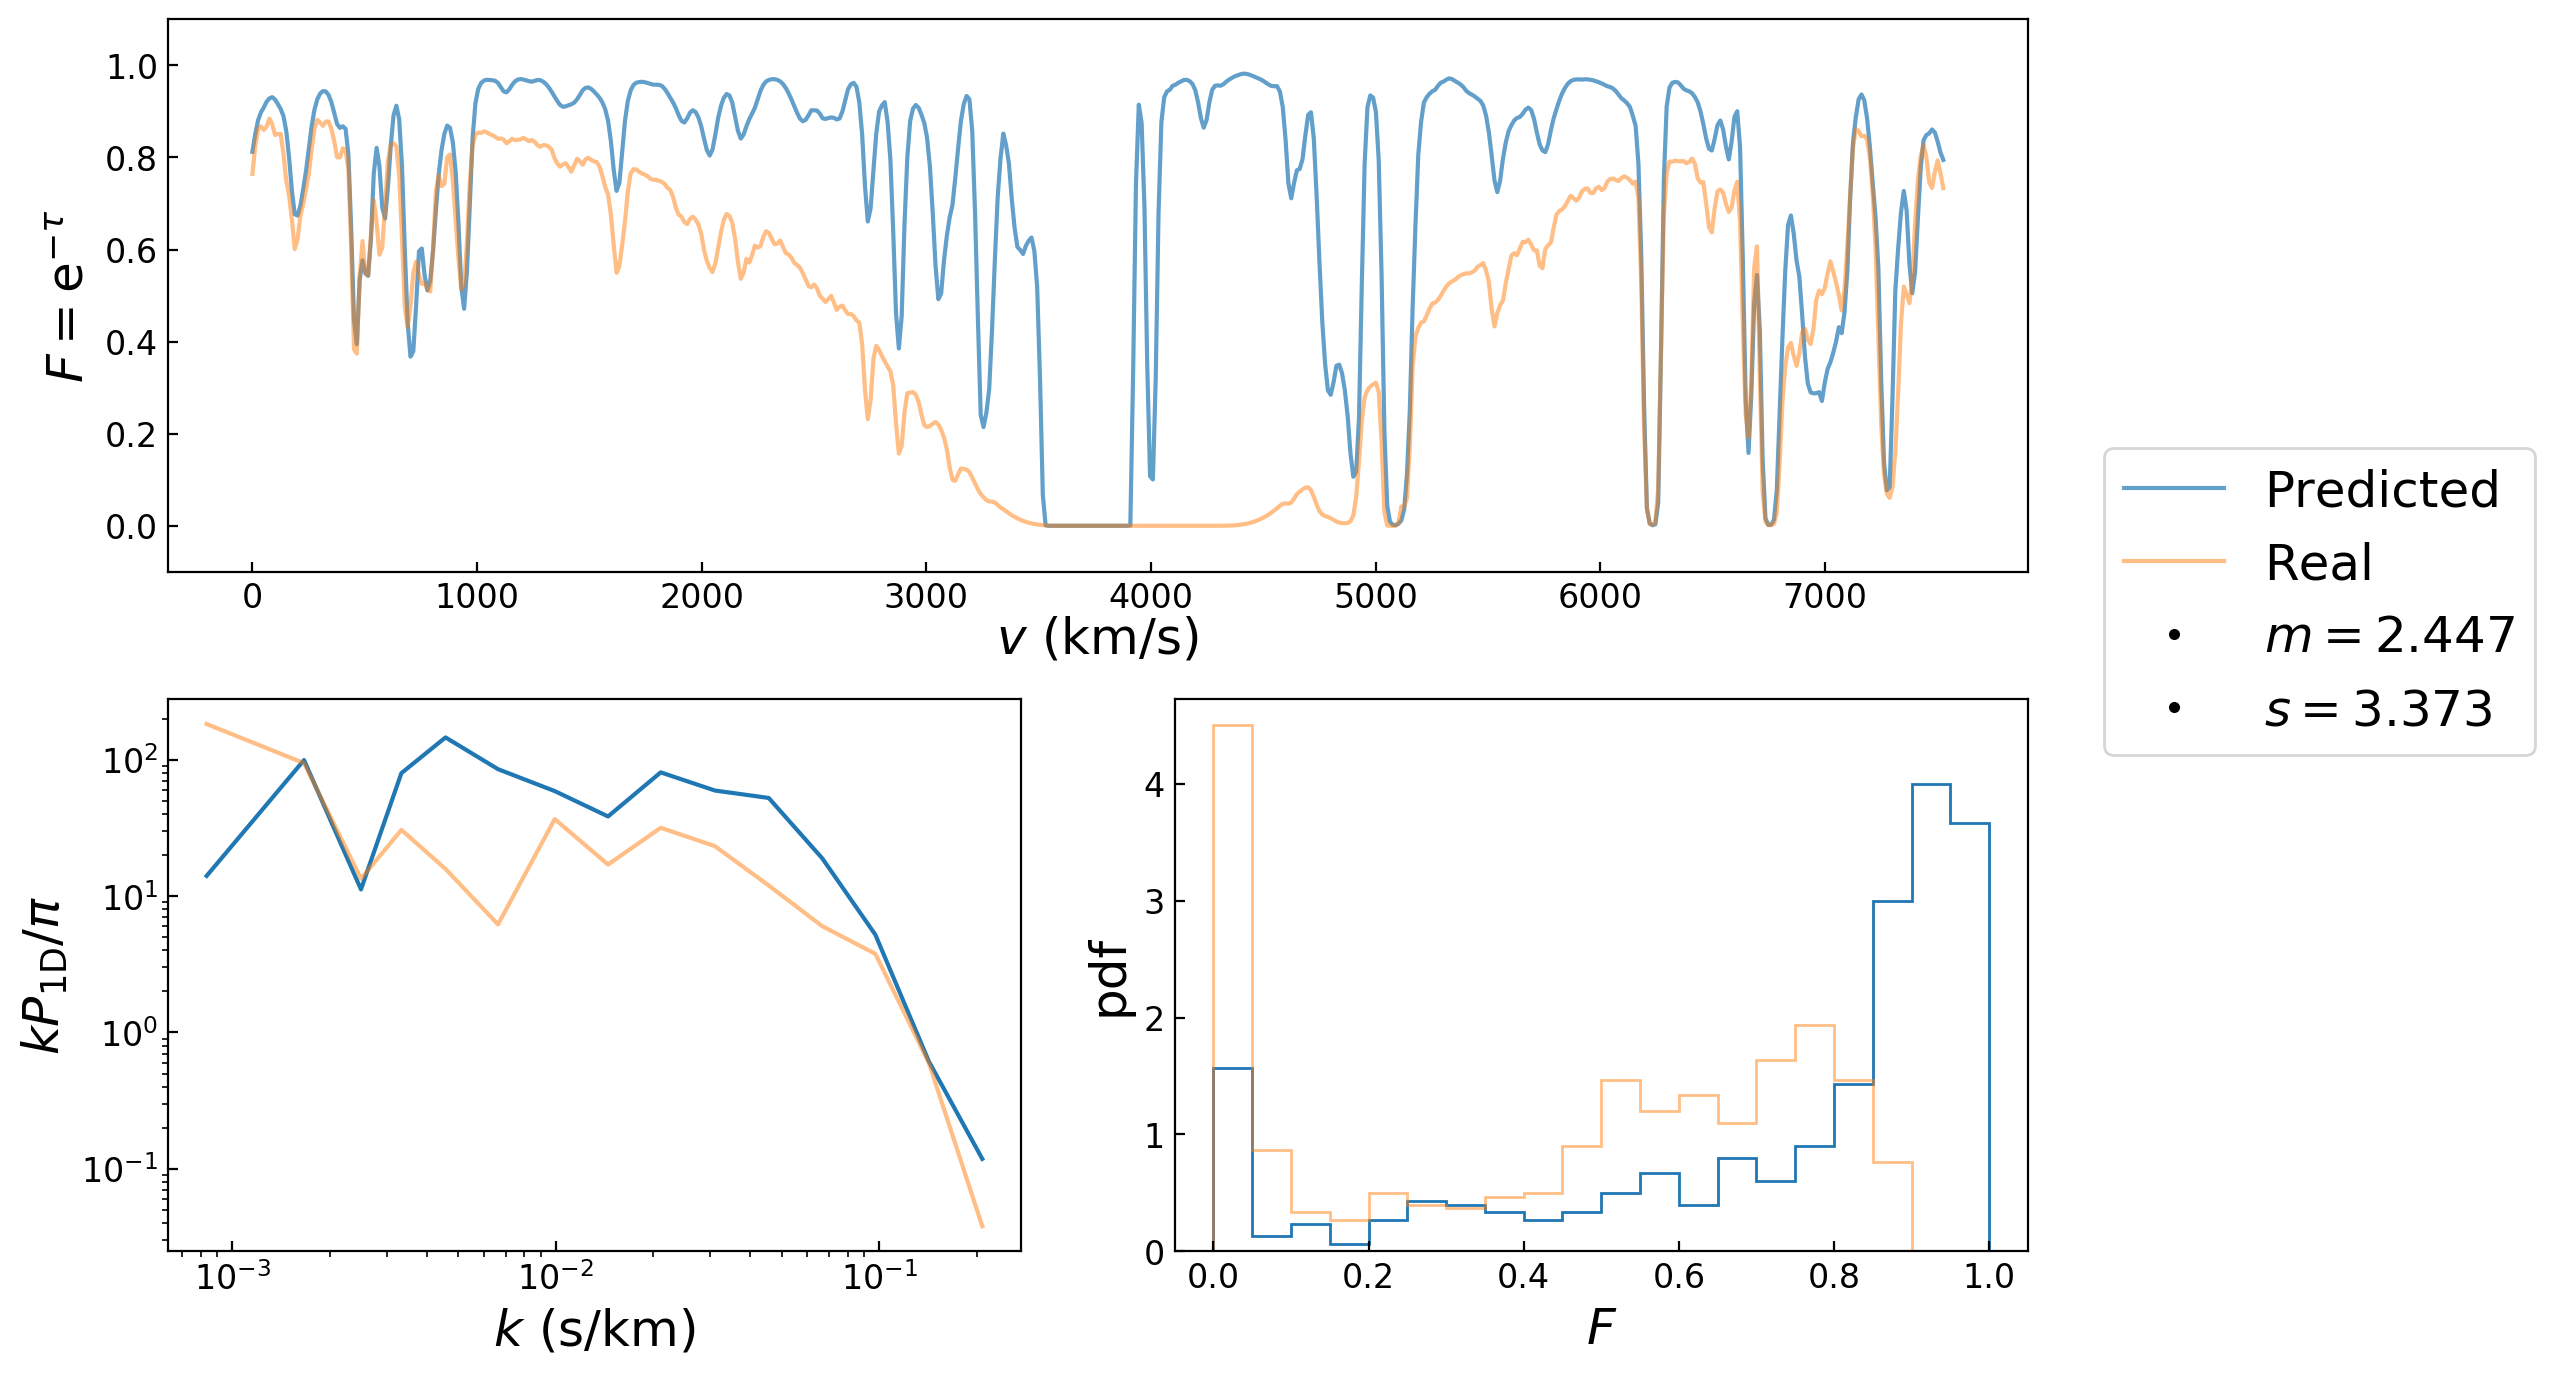 F = e^{-τ}
1.0
0.8
0.6
0.4
0.2
0.0
0 1000 2000 3000 4000 5000 6000 7000
v (km/s)
Predicted
Real
m = 2.447
s = 3.373
kP_{1D}/π
10^2
10^1
10^0
10^{-1}
10^{-3} 10^{-2} 10^{-1}
k (s/km)
pdf
4
3
2
1
0
0.0 0.2 0.4 0.6 0.8 1.0
F